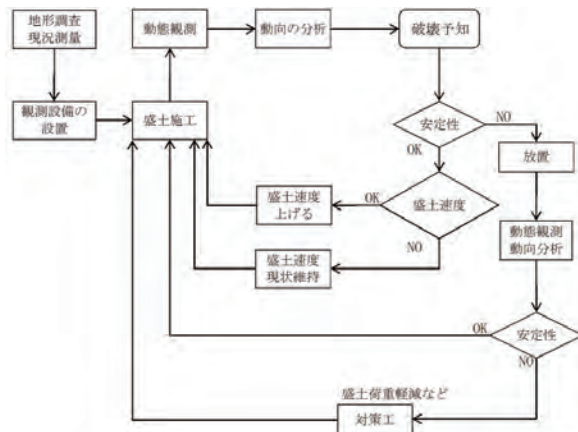 地形調査
現況測量
動態観測
動向の分析
破壊予知
観測設備の
設置
盛土施工
安定性
NO
OK
放置
盛土速度
上げる
OK
盛土速度
NO
動態観測
動向分析
盛土速度
現状維持
OK
安定性
NO
盛土荷重軽減など
対策工